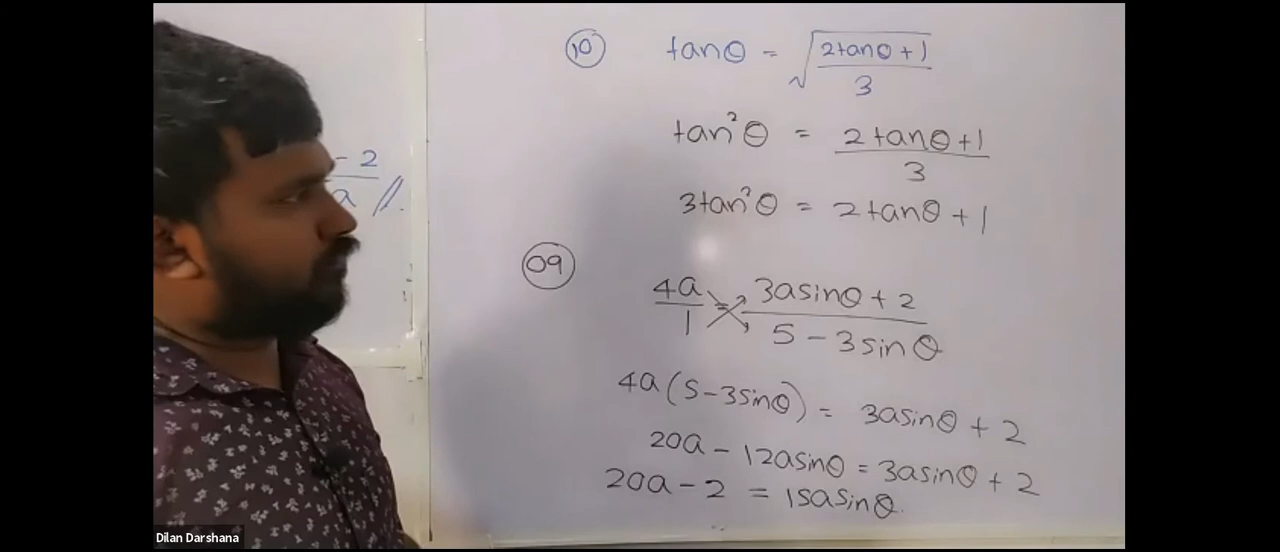 10 tanθ = √((2tanθ + 1)/3)
tan²θ = (2tanθ + 1)/3
3tan²θ = 2tanθ + 1
- 2
a //.
09 4a/1 = (3asinθ + 2)/(5 - 3sinθ)
4a(5-3sinθ) = 3asinθ + 2
20a - 12asinθ = 3asinθ + 2
20a - 2 = 15asinθ.
Dilan Darshana